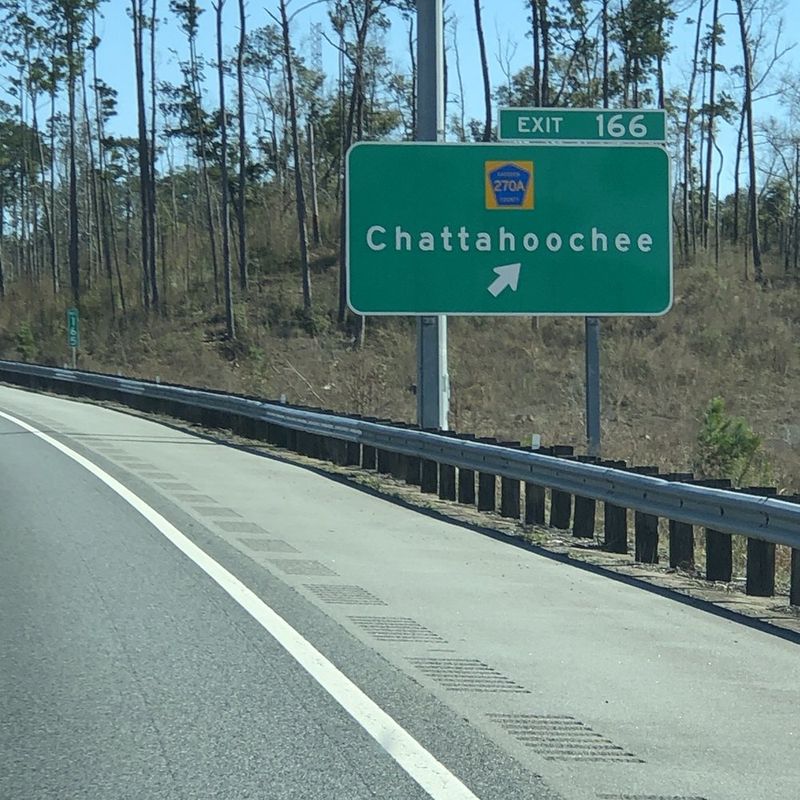 EXIT 166
GADSDEN
270A
COUNTY
Chattahoochee
165